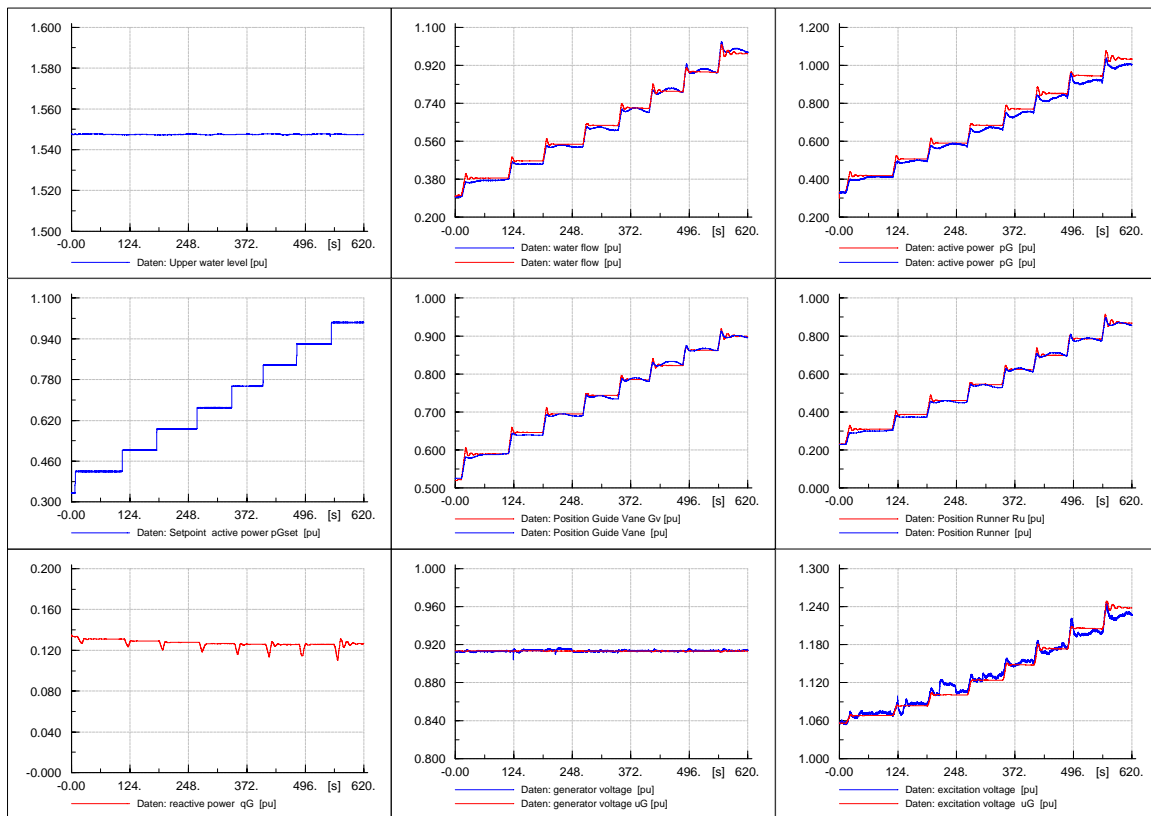 1.600
1.580
1.560
1.540
1.520
1.500
-0.00 124. 248. 372. 496. [s] 620.
Daten: Upper water level [pu]
1.100
0.920
0.740
0.560
0.380
0.200
-0.00 124. 248. 372. 496. [s] 620.
Daten: water flow [pu]
Daten: water flow [pu]
1.200
1.000
0.800
0.600
0.400
0.200
-0.00 124. 248. 372. 496. [s] 620.
Daten: active power pG [pu]
Daten: active power pG [pu]
1.100
0.940
0.780
0.620
0.460
0.300
-0.00 124. 248. 372. 496. [s] 620.
Daten: Setpoint active power pGset [pu]
1.000
0.900
0.800
0.700
0.600
0.500
-0.00 124. 248. 372. 496. [s] 620.
Daten: Position Guide Vane Gv [pu]
Daten: Position Guide Vane [pu]
1.000
0.800
0.600
0.400
0.200
0.000
-0.00 124. 248. 372. 496. [s] 620.
Daten: Position Runner Ru [pu]
Daten: Position Runner [pu]
0.200
0.160
0.120
0.080
0.040
-0.000
-0.00 124. 248. 372. 496. [s] 620.
Daten: reactive power qG [pu]
1.000
0.960
0.920
0.880
0.840
0.800
-0.00 124. 248. 372. 496. [s] 620.
Daten: generator voltage [pu]
Daten: generator voltage uG [pu]
1.300
1.240
1.180
1.120
1.060
1.000
-0.00 124. 248. 372. 496. [s] 620.
Daten: excitation voltage [pu]
Daten: excitation voltage uG [pu]